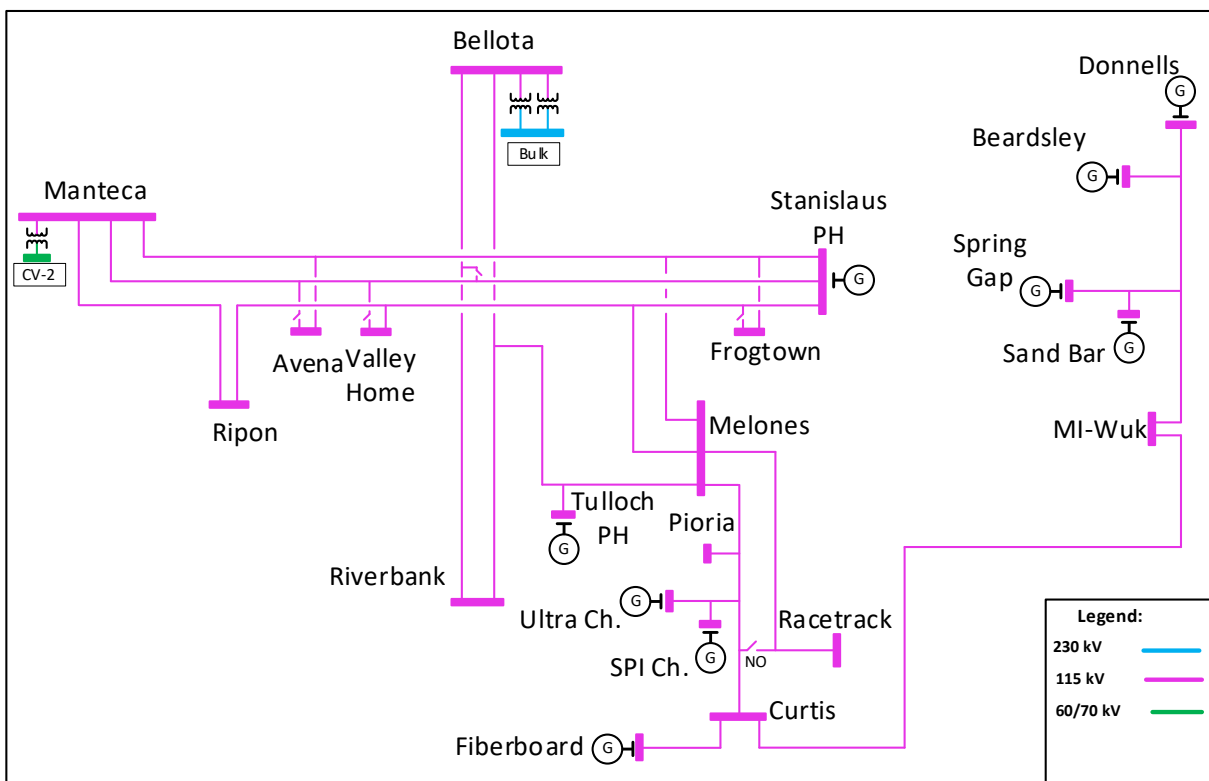 Bellota
Donnells
G
Beardsley
Bulk
G
Manteca
Stanislaus
PH
Spring
Gap
CV-2
G
G
Avena
Valley
Home
Frogtown
Sand Bar
G
Ripon
Melones
MI-Wuk
Tulloch
PH
Pioria
G
Riverbank
Ultra Ch.
G
Racetrack
SPI Ch.
G
NO
Curtis
Fiberboard
G
Legend:
230 kV
115 kV
60/70 kV